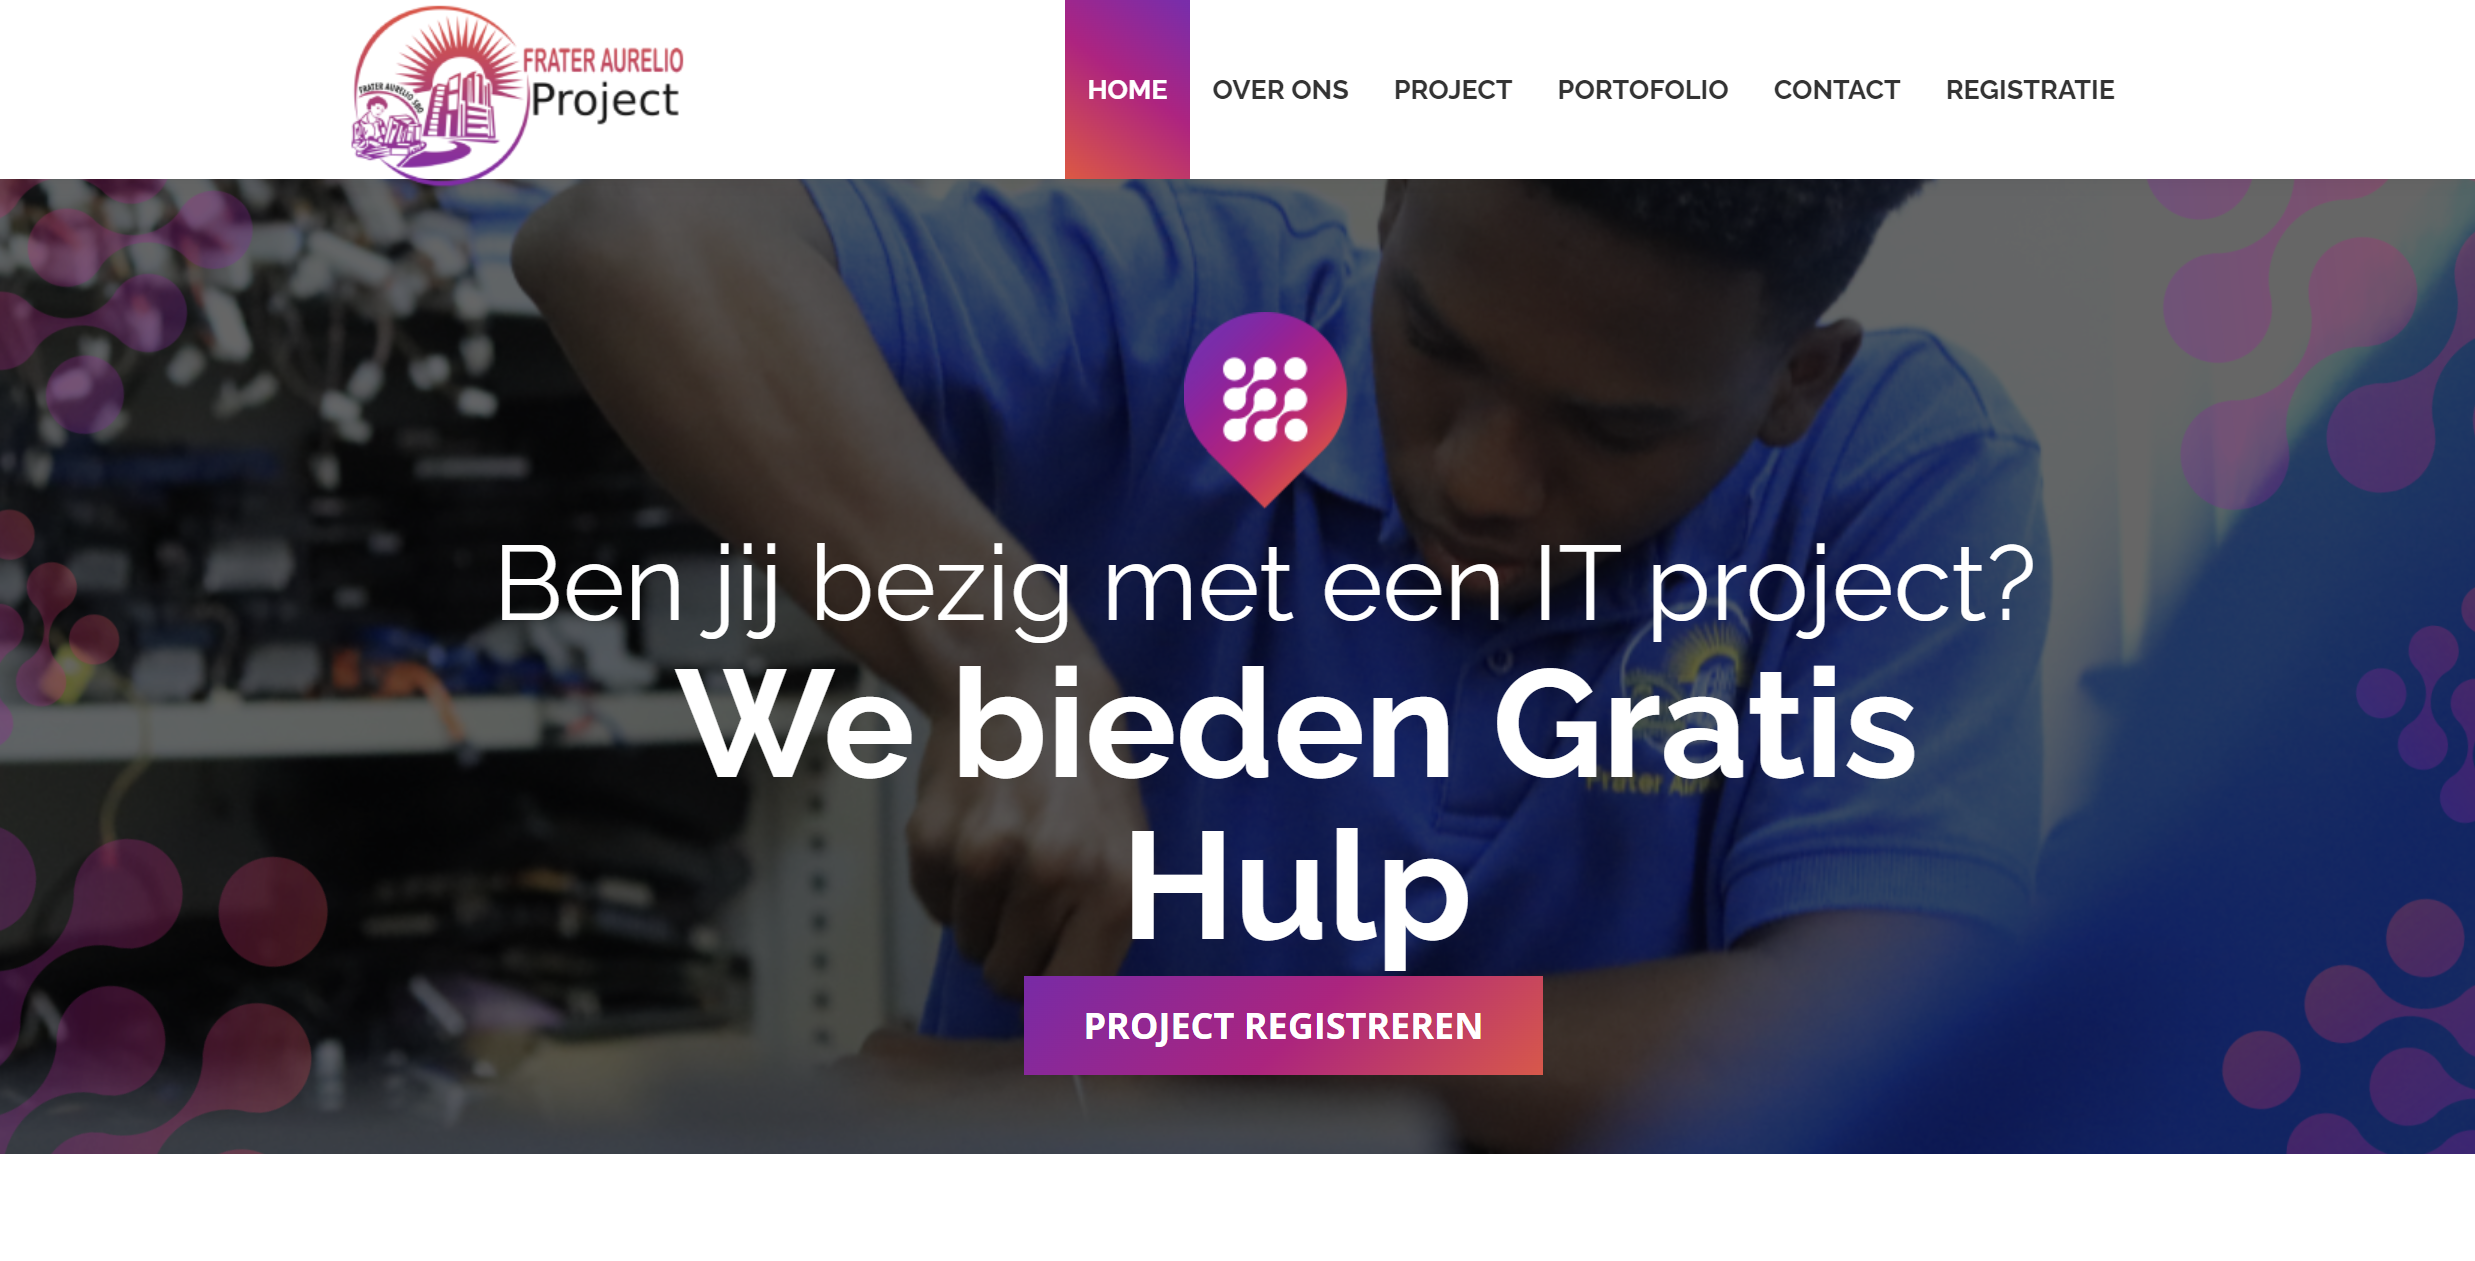 FRATER AURELIO
Project
FRATER AURELIO SBO
HOME OVER ONS PROJECT PORTOFOLIO CONTACT REGISTRATIE
Ben jij bezig met een IT project?
We bieden Gratis
Hulp
Frater
PROJECT REGISTREREN